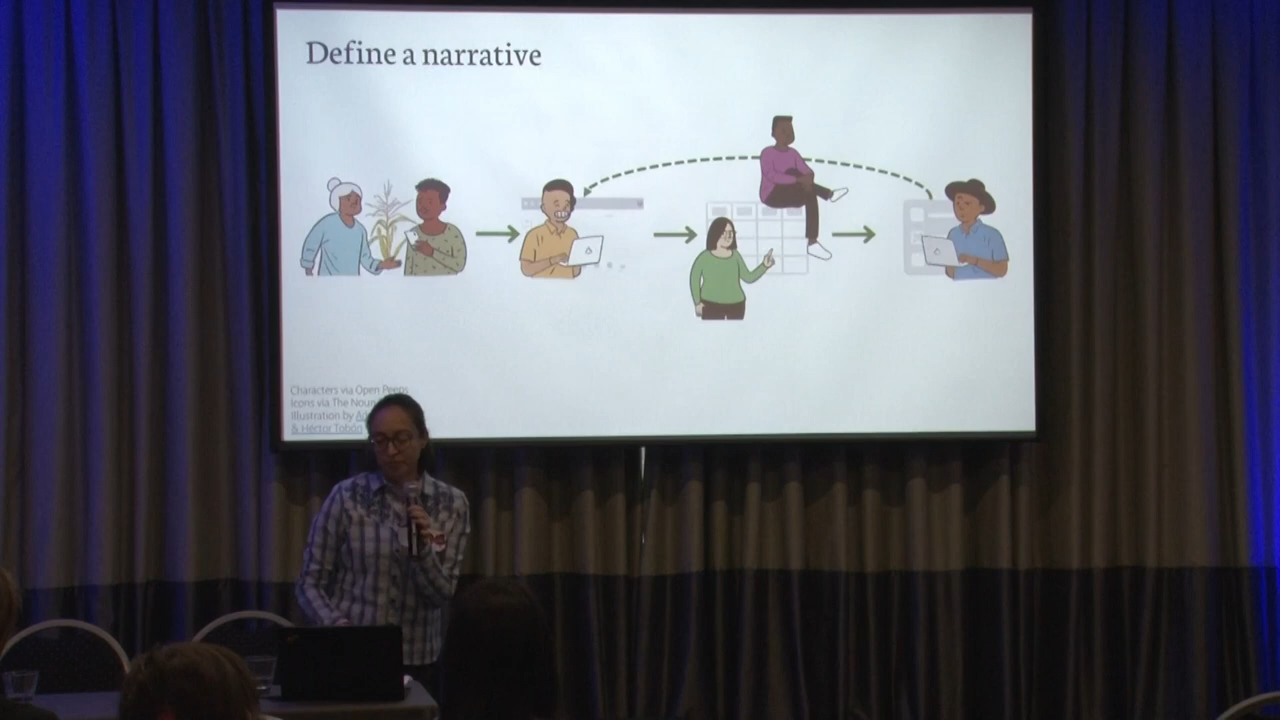 Define a narrative
Characters via Open Peeps
Icons via The Noun
Illustration by
& Héctor Tobón